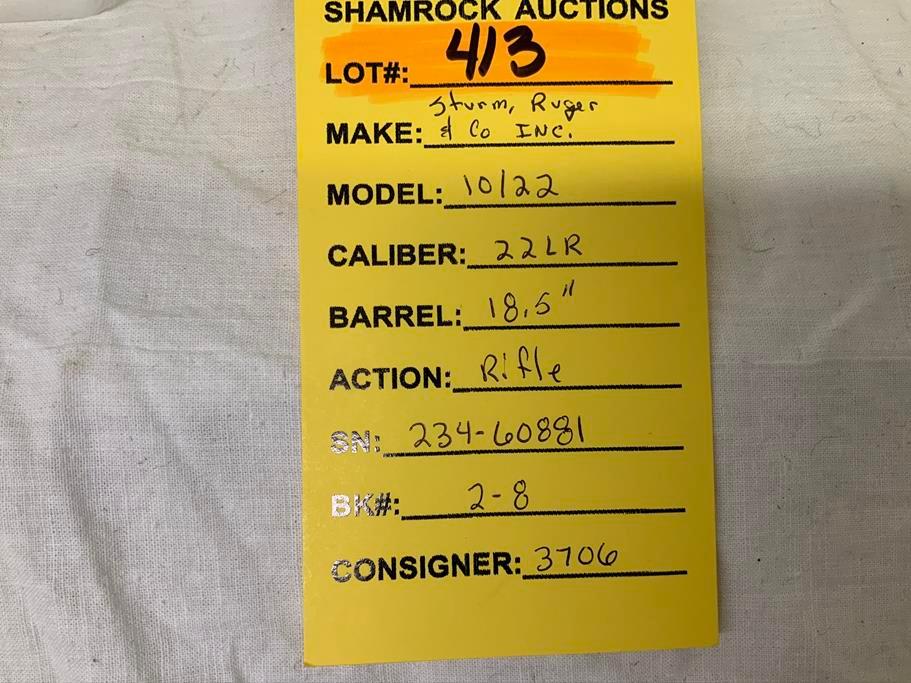 SHAMROCK AUCTIONS
LOT#: 413
MAKE: Sturm, Ruger
& Co INC.
MODEL: 10/22
CALIBER: 22LR
BARREL: 18.5"
ACTION: Rifle
SN: 234-60881
BK#: 2-8
CONSIGNER: 3706